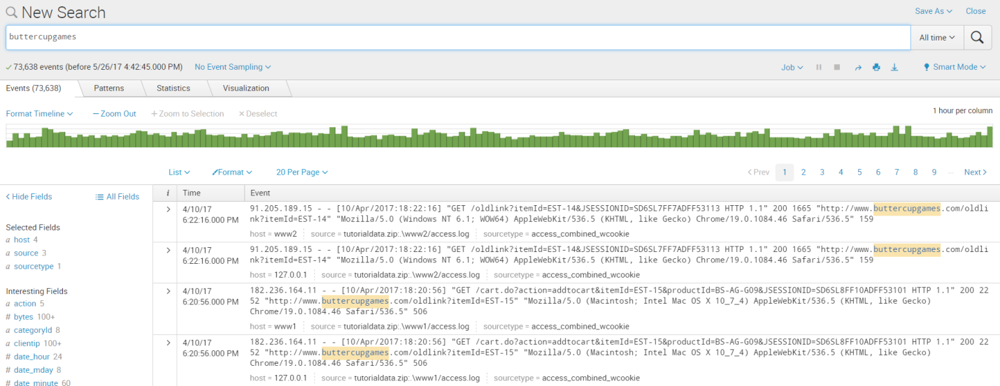 New Search
Save As Close
buttercupgames
All time
73,638 events (before 5/26/17 4:42:45.000 PM) No Event Sampling
Job Smart Mode
Events (73,638) Patterns Statistics Visualization
Format Timeline — Zoom Out + Zoom to Selection × Deselect
1 hour per column
List Format 20 Per Page
< Prev 1 2 3 4 5 6 7 8 9 ... Next >
< Hide Fields All Fields
Selected Fields
a host 4
a source 3
a sourcetype 1
Interesting Fields
a action 5
# bytes 100+
a categoryId 8
a clientip 100+
# date_hour 24
# date_mday 8
# date_minute 60
i Time Event
> 4/10/17
6:22:16.000 PM
91.205.189.15 - - [10/Apr/2017:18:22:16] "GET /oldlink?itemId=EST-14&JSESSIONID=SD6SL7FF7ADFF53113 HTTP 1.1" 200 1665 "http://www.buttercupgames.com/oldli
nk?itemId=EST-14" "Mozilla/5.0 (Windows NT 6.1; WOW64) AppleWebKit/536.5 (KHTML, like Gecko) Chrome/19.0.1084.46 Safari/536.5" 159
host = www2 source = tutorialdata.zip:.\www2/access.log sourcetype = access_combined_wcookie
> 4/10/17
6:22:16.000 PM
91.205.189.15 - - [10/Apr/2017:18:22:16] "GET /oldlink?itemId=EST-14&JSESSIONID=SD6SL7FF7ADFF53113 HTTP 1.1" 200 1665 "http://www.buttercupgames.com/oldli
nk?itemId=EST-14" "Mozilla/5.0 (Windows NT 6.1; WOW64) AppleWebKit/536.5 (KHTML, like Gecko) Chrome/19.0.1084.46 Safari/536.5" 159
host = 127.0.0.1 source = tutorialdata.zip:.\www2/access.log sourcetype = access_combined_wcookie
> 4/10/17
6:20:56.000 PM
182.236.164.11 - - [10/Apr/2017:18:20:56] "GET /cart.do?action=addtocart&itemId=EST-15&productId=BS-AG-G09&JSESSIONID=SD6SL8FF10ADFF53101 HTTP 1.1" 200 22
52 "http://www.buttercupgames.com/oldlink?itemId=EST-15" "Mozilla/5.0 (Macintosh; Intel Mac OS X 10_7_4) AppleWebKit/536.5 (KHTML, like Gecko)
Chrome/19.0.1084.46 Safari/536.5" 506
host = www1 source = tutorialdata.zip:.\www1/access.log sourcetype = access_combined_wcookie
> 4/10/17
6:20:56.000 PM
182.236.164.11 - - [10/Apr/2017:18:20:56] "GET /cart.do?action=addtocart&itemId=EST-15&productId=BS-AG-G09&JSESSIONID=SD6SL8FF10ADFF53101 HTTP 1.1" 200 22
52 "http://www.buttercupgames.com/oldlink?itemId=EST-15" "Mozilla/5.0 (Macintosh; Intel Mac OS X 10_7_4) AppleWebKit/536.5 (KHTML, like Gecko)
Chrome/19.0.1084.46 Safari/536.5" 506
host = 127.0.0.1 source = tutorialdata.zip:.\www1/access.log sourcetype = access_combined_wcookie